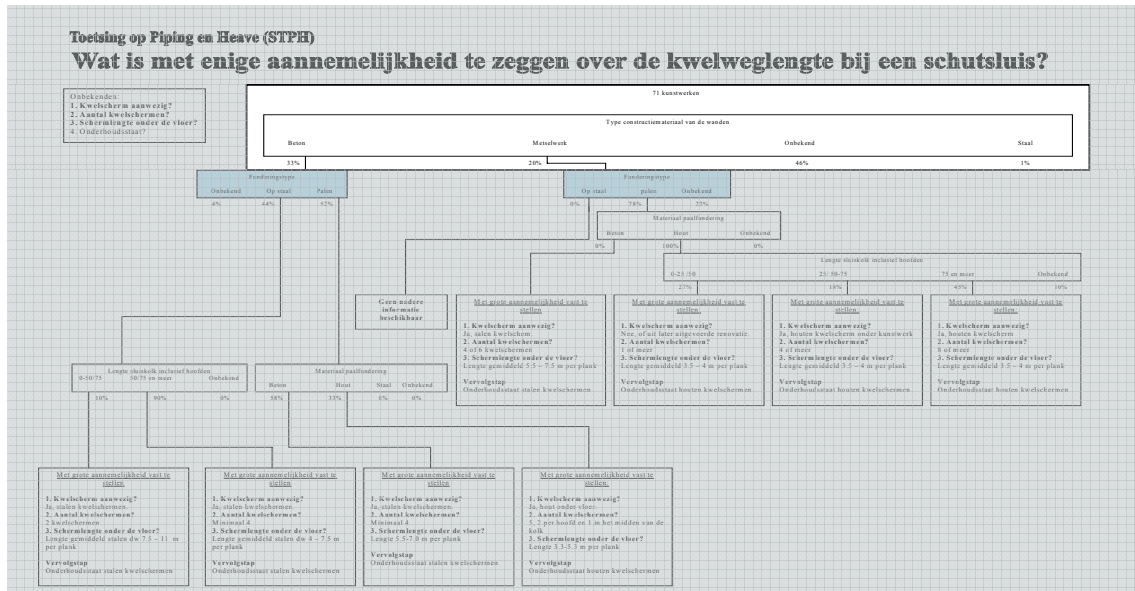 Toetsing op Piping en Heave (STPH)
Wat is met enige aannemelijkheid te zeggen over de kwelweglengte bij een schutsluis?
Onbekenden:
1. Kwelscherm aanwezig?
2. Aantal kwelschermen?
3. Schermlengte onder de vloer?
4. Onderhoudsstaat?
71 kunstwerken
Type constructiemateriaal van de wanden
Beton Metselwerk Onbekend Staal
33% 20% 46% 1%
Funderingstype
Onbekend Op staal Palen
4% 44% 52%
Funderingstype
Op staal palen Onbekend
0% 78% 22%
Materiaal paalfundering
Beton Hout Onbekend
0% 100% 0%
Lengte sluiskolk inclusief hoofden
0-25/50 25/ 50-75 75 en meer Onbekend
27% 18% 45% 10%
Geen nadere
informatie
beschikbaar
Met grote aannemelijkheid vast te
stellen
1. Kwelscherm aanwezig?
Ja, stalen kwelscherm.
2. Aantal kwelschermen?
4 of 6 kwelschermen
3. Schermlengte onder de vloer?
Lengte gemiddeld 5.5 – 7.5 m per plank
Vervolgstap
Onderhoudsstaat stalen kwelschermen
Met grote aannemelijkheid vast te
stellen
1. Kwelscherm aanwezig?
Nee, of uit later uitgevoerde renovatie.
2. Aantal kwelschermen?
1 of meer
3. Schermlengte onder de vloer?
Lengte gemiddeld 3.5 – 4 m per plank
Vervolgstap
Onderhoudsstaat houten kwelschermen
Met grote aannemelijkheid vast te
stellen
1. Kwelscherm aanwezig?
Ja, houten kwelscherm onder kunstwerk
2. Aantal kwelschermen?
4 of meer
3. Schermlengte onder de vloer?
Lengte gemiddeld 3.5 – 4 m per plank
Vervolgstap
Onderhoudsstaat houten kwelschermen
Met grote aannemelijkheid vast te
stellen
1. Kwelscherm aanwezig?
Ja, houten kwelscherm
2. Aantal kwelschermen?
8 of meer
3. Schermlengte onder de vloer?
Lengte gemiddeld 3.5 – 4 m per plank
Vervolgstap
Onderhoudsstaat houten kwelschermen
Lengte sluiskolk inclusief hoofden
0-50/75 50/75 en meer Onbekend
10% 90% 0%
Materiaal paalfundering
Beton Hout Staal Onbekend
58% 33% 0%
Met grote aannemelijkheid vast te
stellen
1. Kwelscherm aanwezig?
Ja, stalen kwelschermen.
2. Aantal kwelschermen?
2 kwelschermen
3. Schermlengte onder de vloer?
Lengte gemiddeld stalen dw 7.5 – 11 m
per plank
Vervolgstap
Onderhoudsstaat stalen kwelschermen
Met grote aannemelijkheid vast te
stellen
1. Kwelscherm aanwezig?
Ja, stalen kwelschermen.
2. Aantal kwelschermen?
Minimaal 4
3. Schermlengte onder de vloer?
Lengte gemiddeld stalen dw 4 – 7.5 m
per plank
Vervolgstap
Onderhoudsstaat stalen kwelschermen
Met grote aannemelijkheid vast te
stellen
1. Kwelscherm aanwezig?
Ja, stalen kwelschermen.
2. Aantal kwelschermen?
Minimaal 4
3. Schermlengte onder de vloer?
Lengte 5.5-7.0 m per plank
Vervolgstap
Onderhoudsstaat stalen kwelschermen
Met grote aannemelijkheid vast te
stellen:
1. Kwelscherm aanwezig?
Ja, hout onder vloer.
2. Aantal kwelschermen?
5, 2 per hoofd en 1 in het midden van de
kolk
3. Schermlengte onder de vloer?
Lengte 3.3-5.3 m per plank
Vervolgstap
Onderhoudsstaat houten kwelschermen